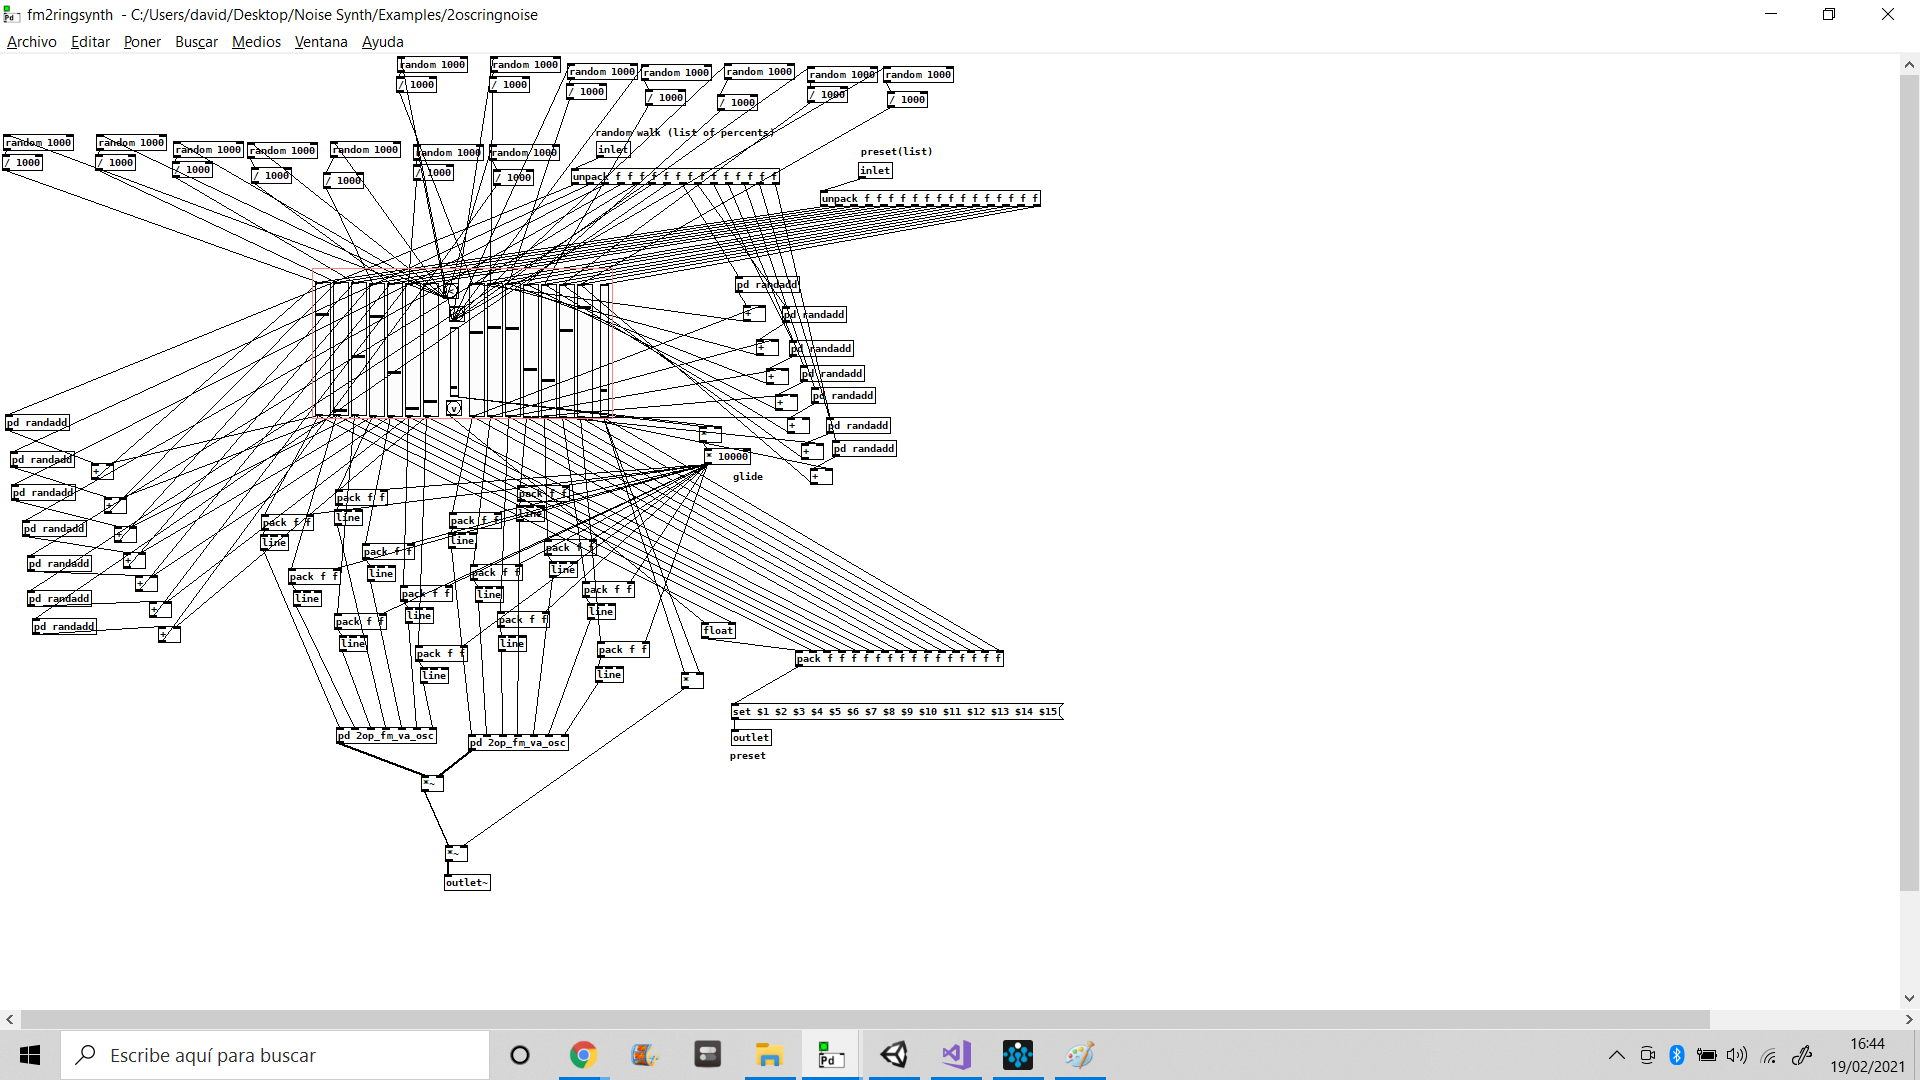 fm2ringsynth - C:/Users/david/Desktop/Noise Synth/Examples/2oscringnoise
Archivo Editar Poner Buscar Medios Ventana Ayuda
random 1000 random 1000 random 1000 random 1000 random 1000 random 1000 random 1000
/ 1000 / 1000 / 1000 / 1000 / 1000 / 1000 / 1000
random walk (list of percents)
random 1000 random 1000 random 1000 random 1000 random 1000 random 1000 random 1000
inlet
preset(list)
/ 1000 / 1000 / 1000 / 1000 / 1000 / 1000 / 1000
inlet
unpack f f f f f f f f f f f f f f
unpack f f f f f f f f f f f f f f f
pd randadd
+ pd randadd
+ pd randadd
+ pd randadd
+ pd randadd
v
+ pd randadd
+ pd randadd
+
pd randadd
pd randadd
pd randadd
pd randadd
pd randadd
pd randadd
pd randadd
+
+
+
+
+
+
+
*
* 10000
glide
pack f f pack f f
line line
pack f f pack f f
line line
pack f f pack f f
line line
pack f f pack f f
line line
pack f f pack f f
line line
pack f f pack f f
line line
pack f f pack f f
line line
float
pack f f f f f f f f f f f f f f f
*
set $1 $2 $3 $4 $5 $6 $7 $8 $9 $10 $11 $12 $13 $14 $15
pd 2op_fm_va_osc pd 2op_fm_va_osc
outlet
preset
*~
*~
outlet~
Escribe aquí para buscar
Pd
16:44
19/02/2021